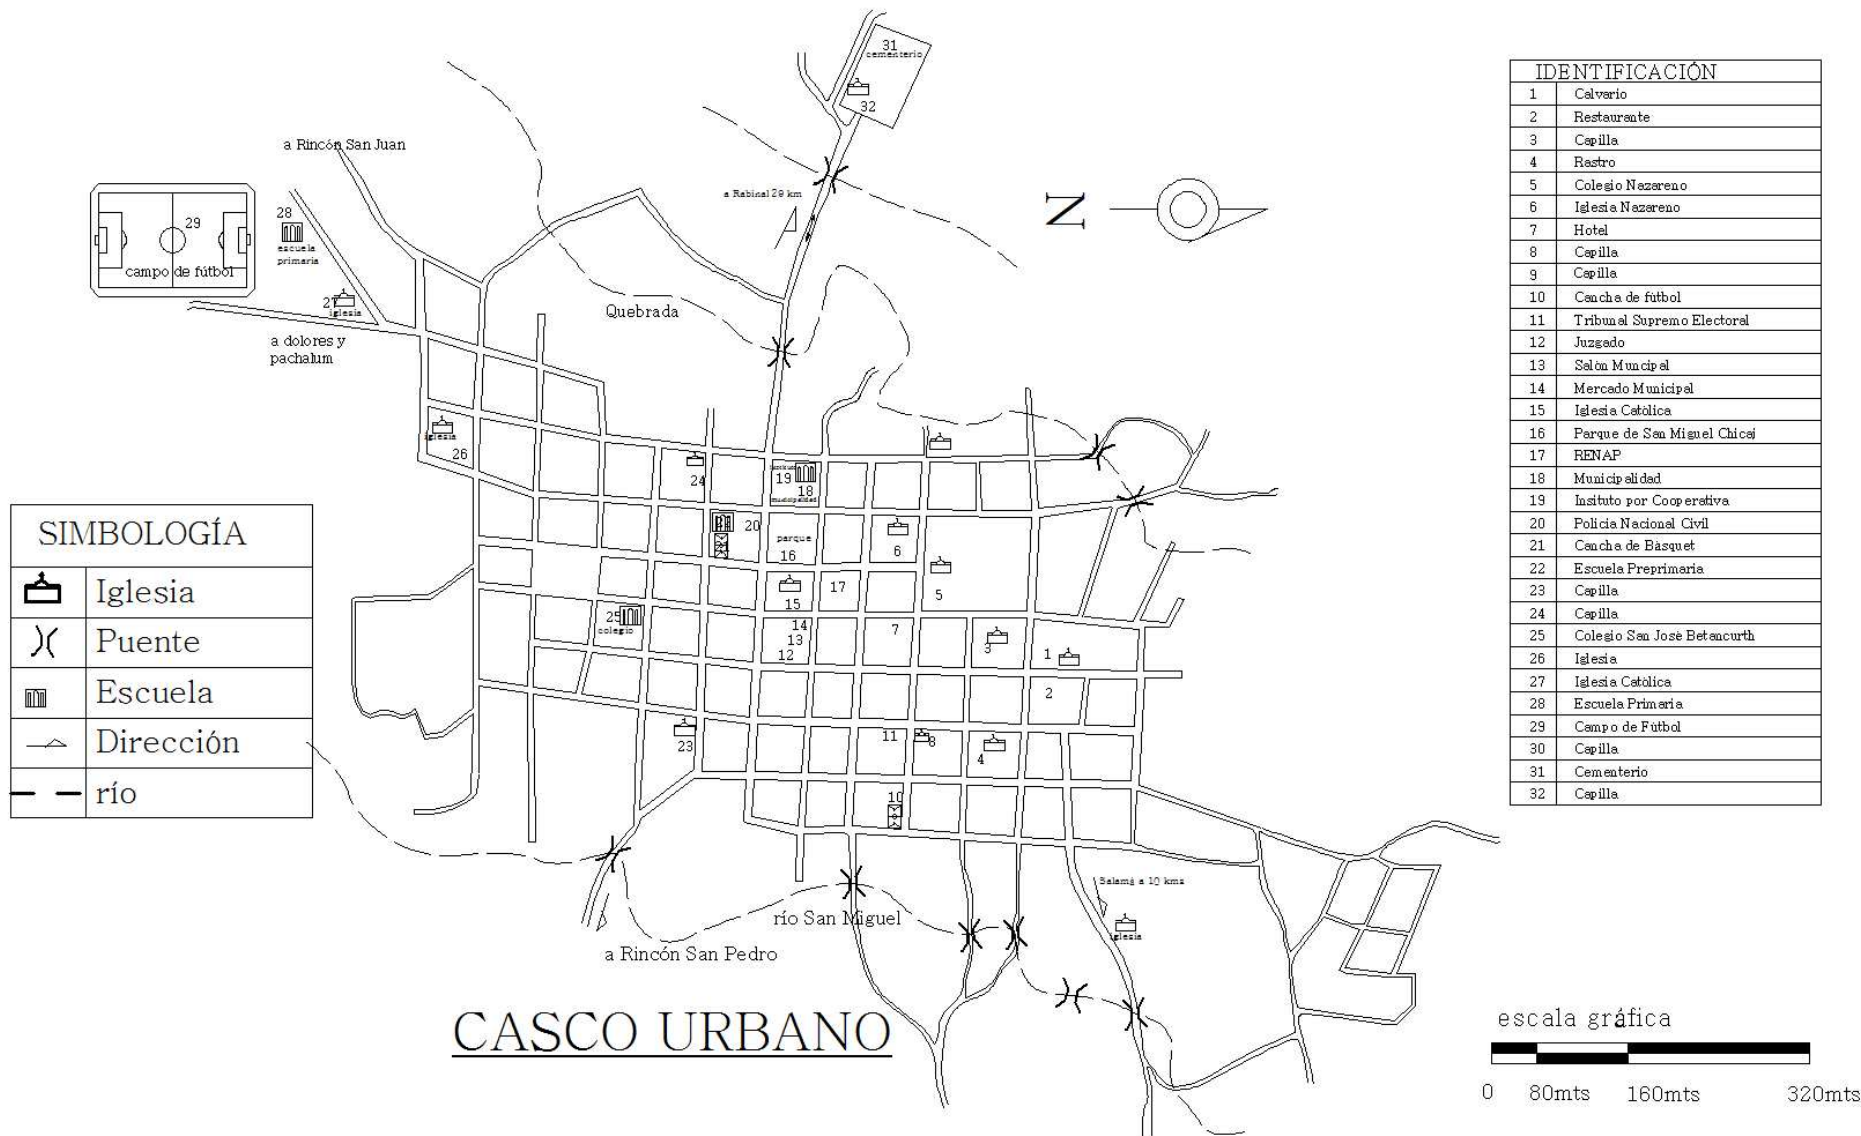 31
cementerio
32
a Rincón San Juan
a Rabinal 29 km
N
28
escuela
primaria
29
campo de fútbol
27
iglesia
a dolores y
pachalum
Quebrada
iglesia
26
24
19
18
municipalidad
20
parque
16
6
5
17
15
25
colegio
14
13
12
7
3
1
2
23
11
8
4
10
Salamá a 10 kms
iglesia
río San Miguel
a Rincón San Pedro
CASCO URBANO
SIMBOLOGÍA
Iglesia
Puente
Escuela
Dirección
río
IDENTIFICACIÓN
1 Calvario
2 Restaurante
3 Capilla
4 Rastro
5 Colegio Nazareno
6 Iglesia Nazareno
7 Hotel
8 Capilla
9 Capilla
10 Cancha de fútbol
11 Tribunal Supremo Electoral
12 Juzgado
13 Salòn Muncipal
14 Mercado Municipal
15 Iglesia Catòlica
16 Parque de San Miguel Chicaj
17 RENAP
18 Municipalidad
19 Insituto por Cooperativa
20 Policìa Nacional Civìl
21 Cancha de Bàsquet
22 Escuela Preprimaria
23 Capilla
24 Capilla
25 Colegio San Josè Betancurth
26 Iglesia
27 Iglesia Catòlica
28 Escuela Primaria
29 Campo de Fùtbol
30 Capilla
31 Cementerio
32 Capilla
escala gráfica
0 80mts 160mts 320mts